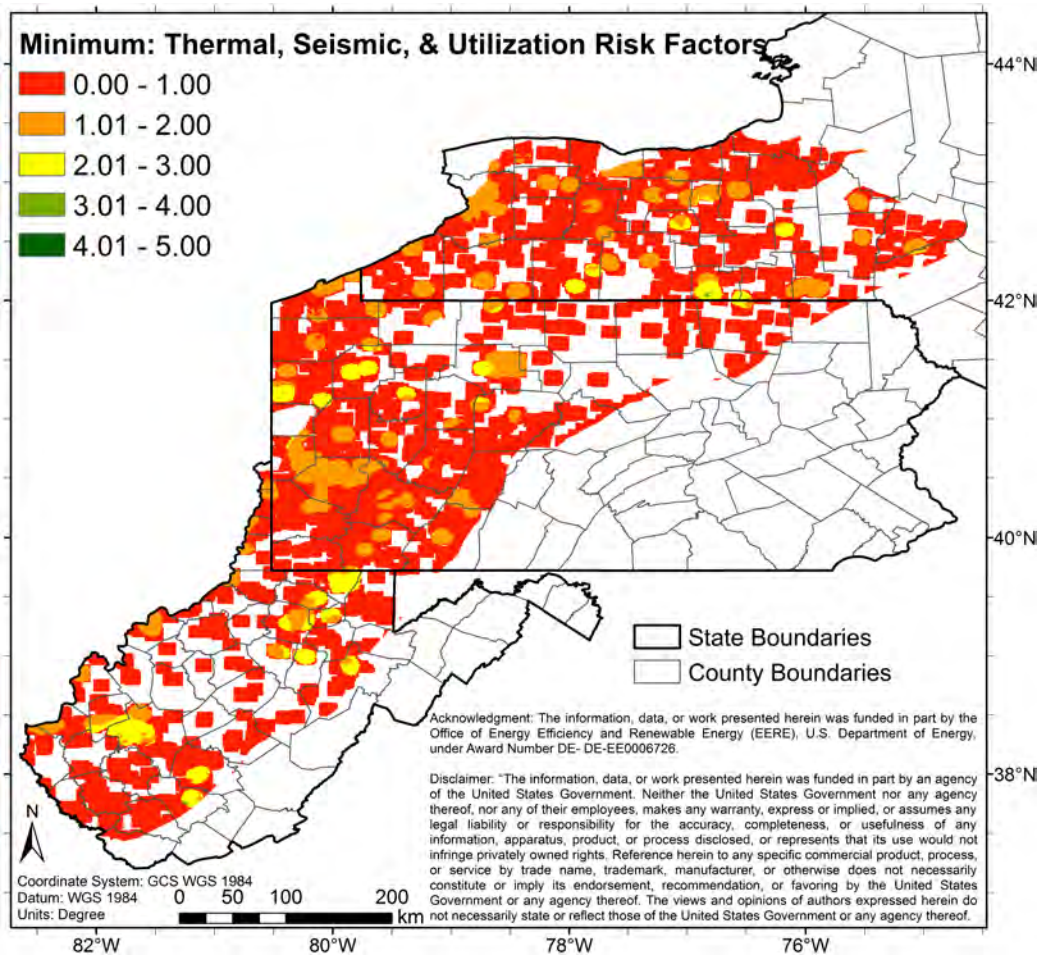 Minimum: Thermal, Seismic, & Utilization Risk Factors
0.00 - 1.00
1.01 - 2.00
2.01 - 3.00
3.01 - 4.00
4.01 - 5.00
44°N
42°N
40°N
38°N
State Boundaries
County Boundaries
Acknowledgment: The information, data, or work presented herein was funded in part by the
Office of Energy Efficiency and Renewable Energy (EERE), U.S. Department of Energy,
under Award Number DE- DE-EE0006726.
Disclaimer: "The information, data, or work presented herein was funded in part by an agency
of the United States Government. Neither the United States Government nor any agency
thereof, nor any of their employees, makes any warranty, express or implied, or assumes any
legal liability or responsibility for the accuracy, completeness, or usefulness of any
information, apparatus, product, or process disclosed, or represents that its use would not
infringe privately owned rights. Reference herein to any specific commercial product, process,
or service by trade name, trademark, manufacturer, or otherwise does not necessarily
constitute or imply its endorsement, recommendation, or favoring by the United States
Government or any agency thereof. The views and opinions of authors expressed herein do
not necessarily state or reflect those of the United States Government or any agency thereof.
N
Coordinate System: GCS WGS 1984
Datum: WGS 1984
Units: Degree
0 50 100 200
km
82°W 80°W 78°W 76°W